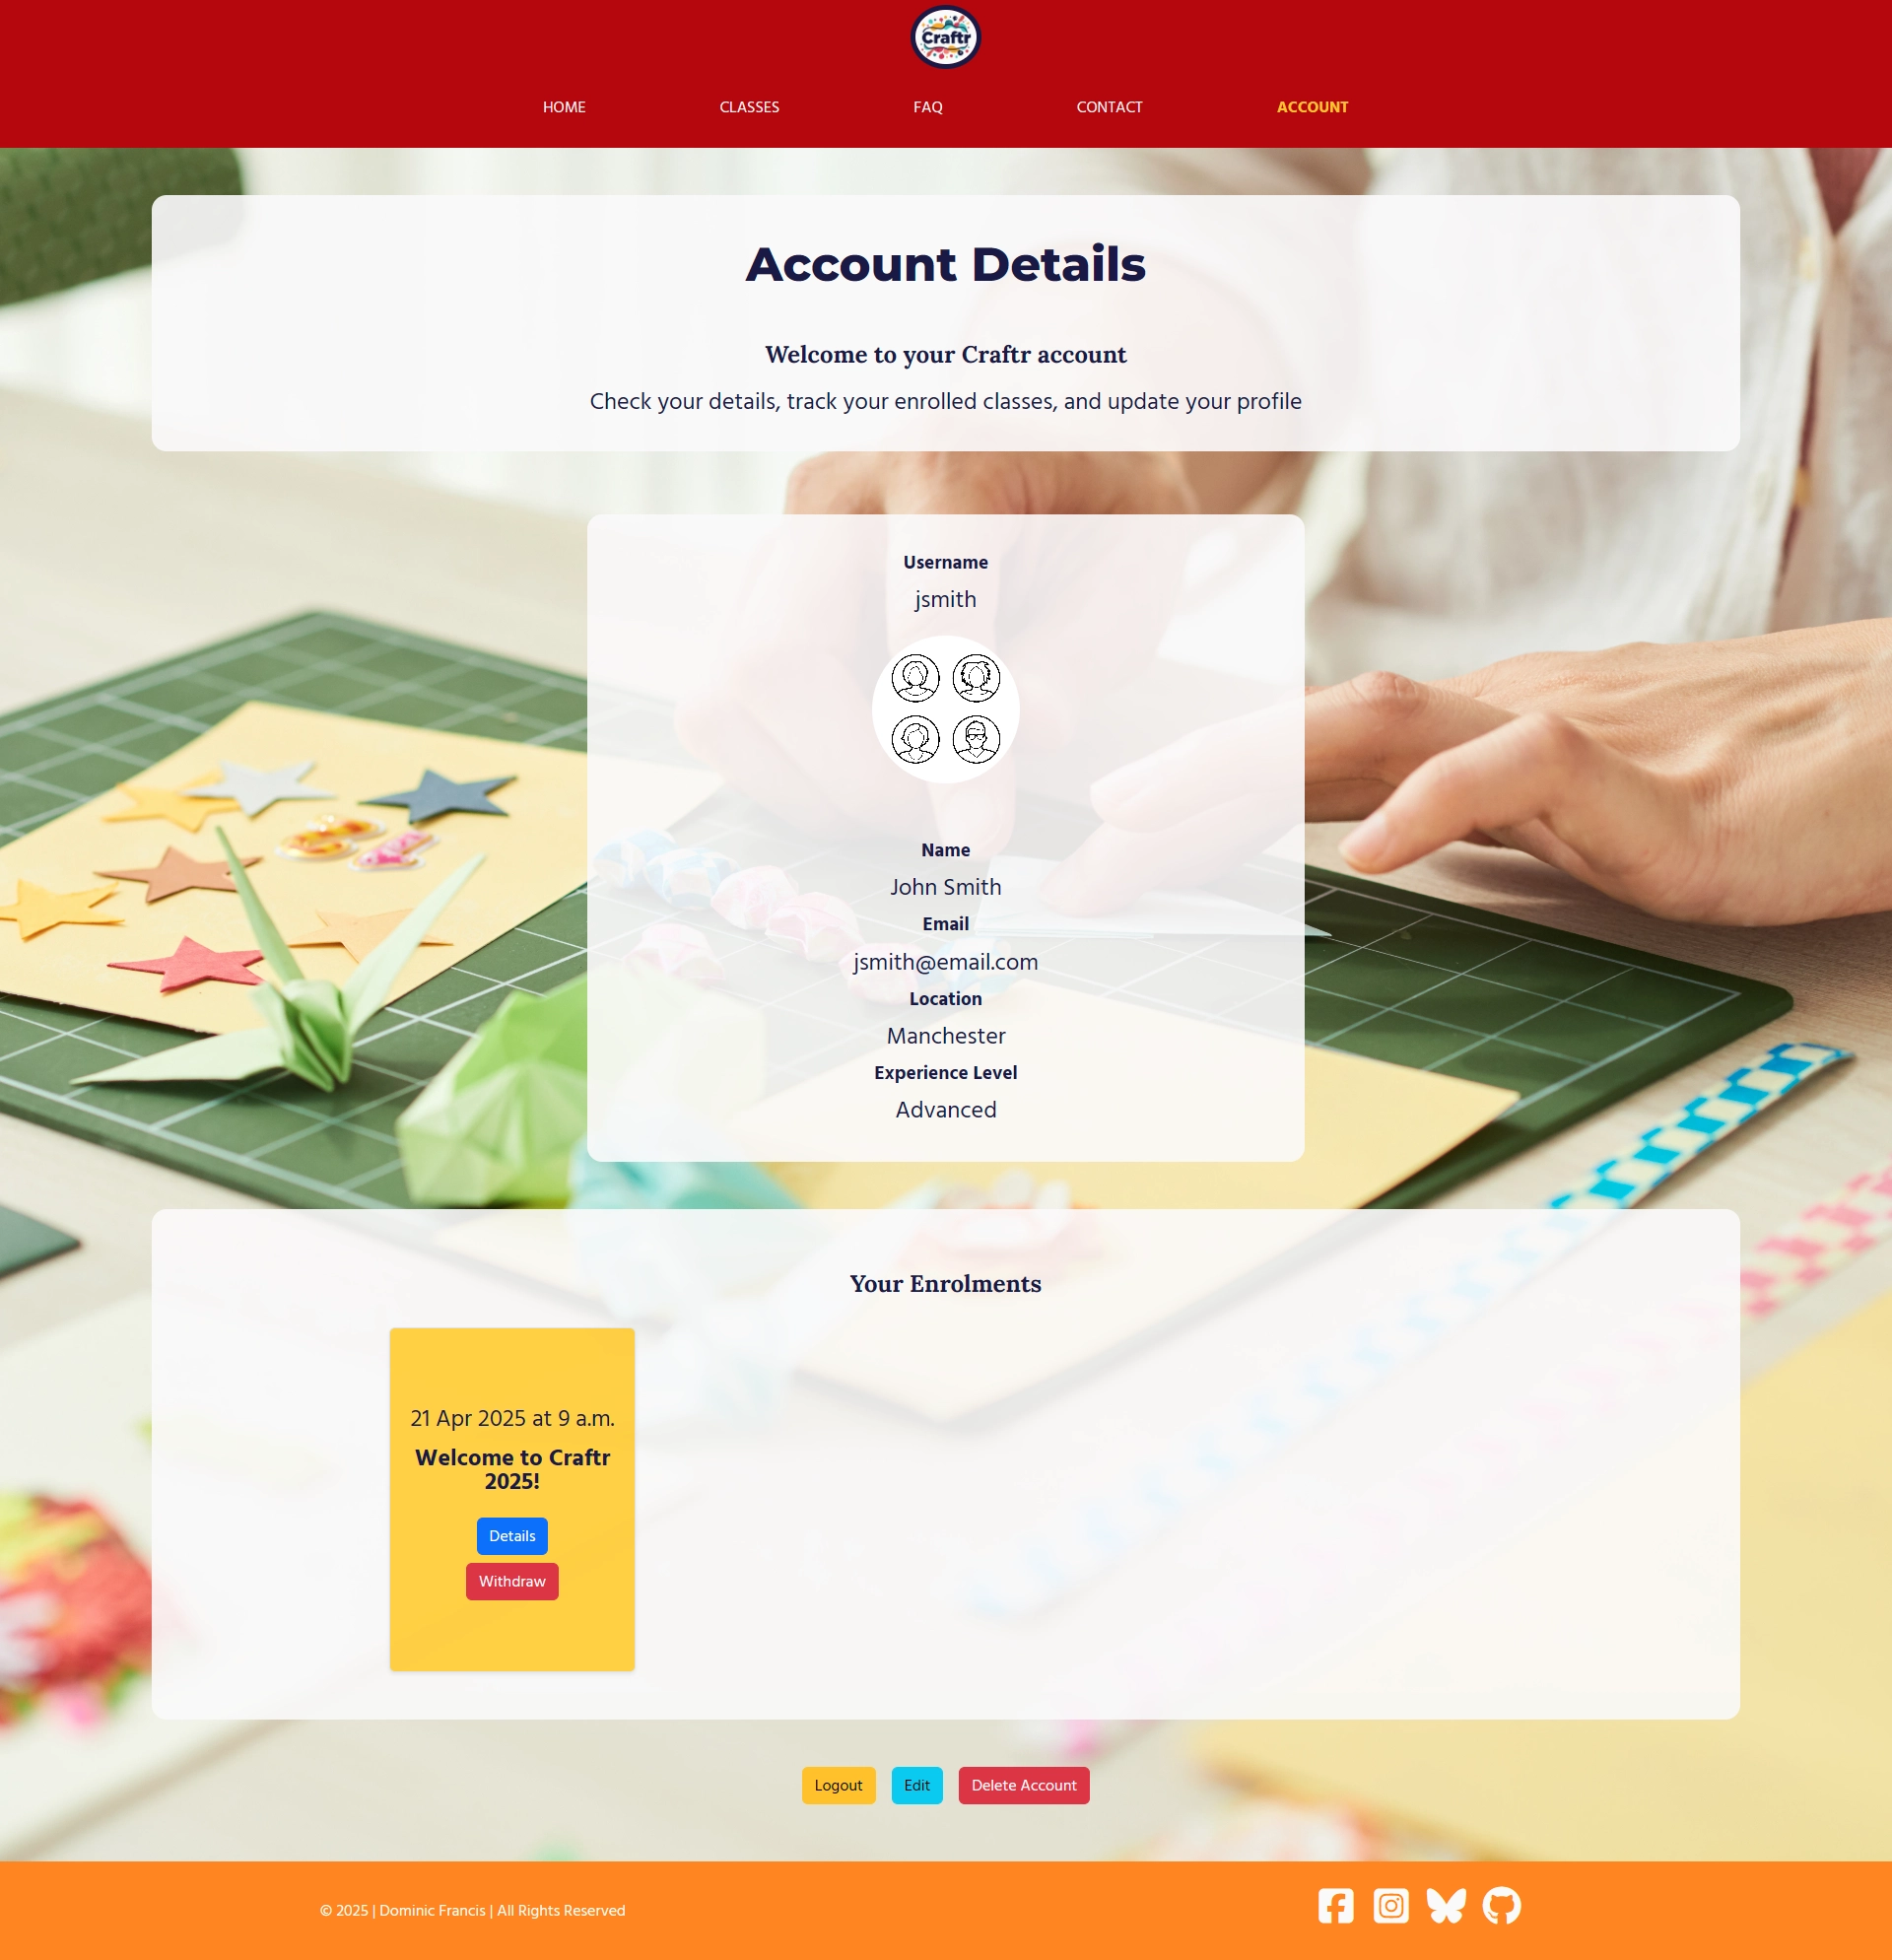 Craftr
HOME
CLASSES
FAQ
CONTACT
ACCOUNT
Account Details
Welcome to your Craftr account
Check your details, track your enrolled classes, and update your profile
Username
jsmith
Name
John Smith
Email
jsmith@email.com
Location
Manchester
Experience Level
Advanced
Your Enrolments
21 Apr 2025 at 9 a.m.
Welcome to Craftr
2025!
Details
Withdraw
Logout
Edit
Delete Account
© 2025 | Dominic Francis | All Rights Reserved